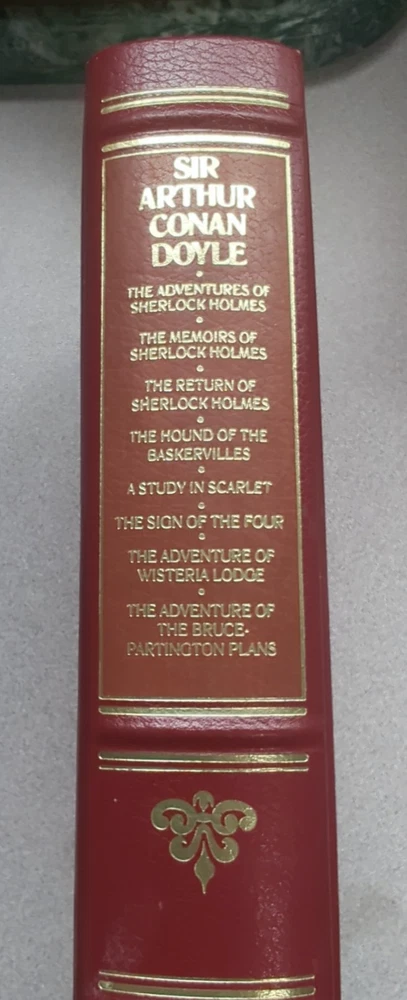 SIR
ARTHUR
CONAN
DOYLE
THE ADVENTURES OF
SHERLOCK HOLMES
THE MEMOIRS OF
SHERLOCK HOLMES
THE RETURN OF
SHERLOCK HOLMES
THE HOUND OF THE
BASKERVILLES
A STUDY IN SCARLET
THE SIGN OF THE FOUR
THE ADVENTURE OF
WISTERIA LODGE
THE ADVENTURE OF
THE BRUCE-
PARTINGTON PLANS